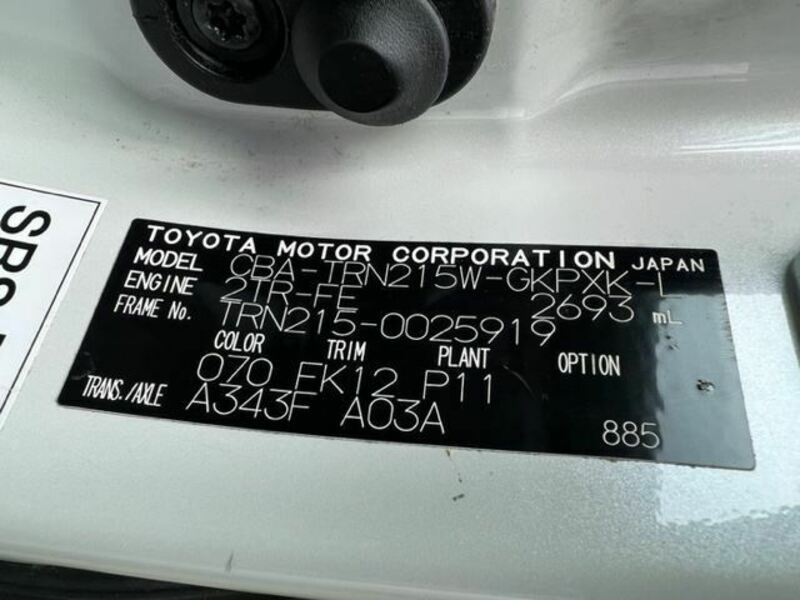 TOYOTA MOTOR CORPORATION JAPAN
MODEL CBA-TRN215W-GKPXK-L
ENGINE 2TR-FE 2693 mL
FRAME No. TRN215-0025919
COLOR TRIM PLANT OPTION
070 FK12 P11
TRANS./AXLE A343F A03A 885
SRS